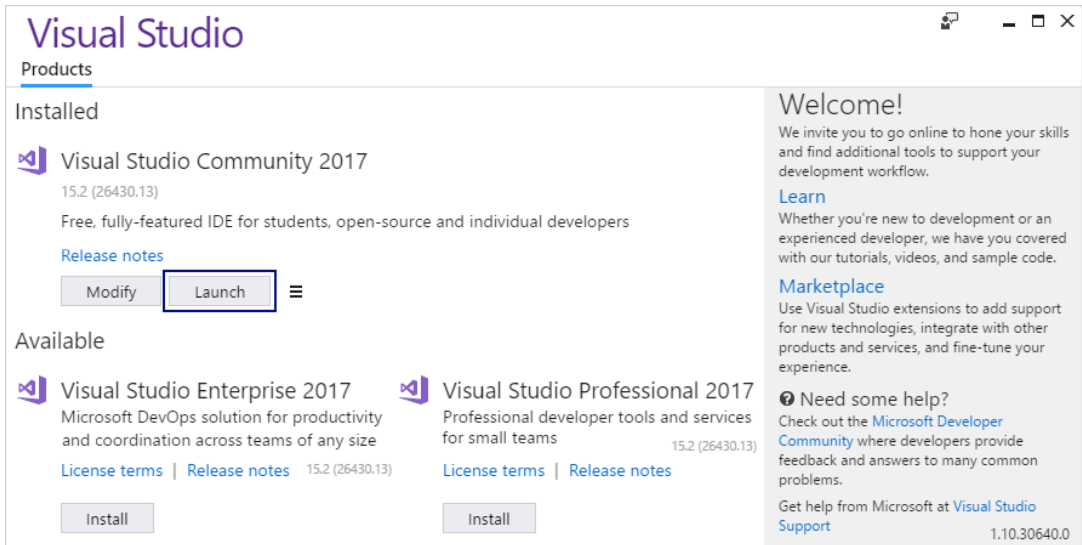 Visual Studio
Products
Installed
Visual Studio Community 2017
15.2 (26430.13)
Free, fully-featured IDE for students, open-source and individual developers
Release notes
Modify
Launch
Available
Visual Studio Enterprise 2017
Microsoft DevOps solution for productivity
and coordination across teams of any size
License terms | Release notes 15.2 (26430.13)
Install
Visual Studio Professional 2017
Professional developer tools and services
for small teams
15.2 (26430.13)
License terms | Release notes
Install
Welcome!
We invite you to go online to hone your skills
and find additional tools to support your
development workflow.
Learn
Whether you're new to development or an
experienced developer, we have you covered
with our tutorials, videos, and sample code.
Marketplace
Use Visual Studio extensions to add support
for new technologies, integrate with other
products and services, and fine-tune your
experience.
Need some help?
Check out the Microsoft Developer
Community where developers provide
feedback and answers to many common
problems.
Get help from Microsoft at Visual Studio
Support
1.10.30640.0